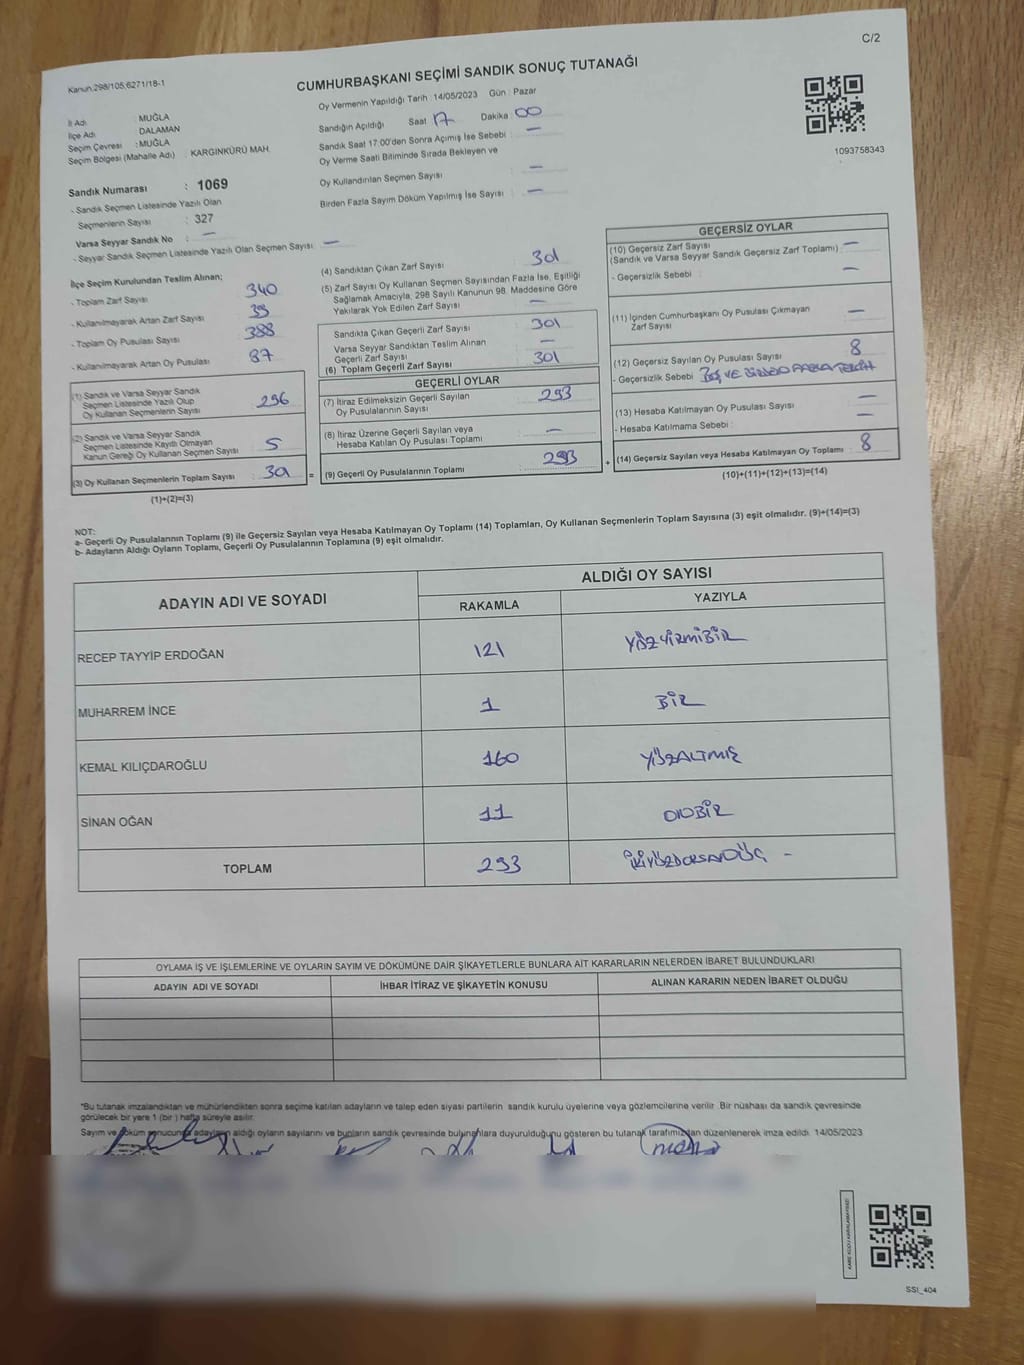 C/2
Kanun.298/105,6271/18-1
CUMHURBAŞKANI SEÇİMİ SANDIK SONUÇ TUTANAĞI
İl Adı : MUĞLA
İlçe Adı : DALAMAN
Seçim Çevresi : MUĞLA
Seçim Bölgesi (Mahalle Adı) : KARGINKÜRÜ MAH.
Sandık Numarası : 1069
- Sandık Seçmen Listesinde Yazılı Olan
Seçmenlerin Sayısı : 327
Varsa Seyyar Sandık No : —
- Seyyar Sandık Seçmen Listesinde Yazılı Olan Seçmen Sayısı : —
Oy Vermenin Yapıldığı Tarih : 14/05/2023 Gün : Pazar
Sandığın Açıldığı Saat 17 Dakika 00
Sandık Saat 17:00'den Sonra Açımış İse Sebebi : —
Oy Verme Saati Bitiminde Sırada Bekleyen ve
Oy Kullandırılan Seçmen Sayısı : —
Birden Fazla Sayım Döküm Yapılmış İse Sayısı : —
1093758343
İlçe Seçim Kurulundan Teslim Alınan;
- Toplam Zarf Sayısı : 340
- Kullanılmayarak Artan Zarf Sayısı : 39
- Toplam Oy Pusulası Sayısı : 388
- Kullanılmayarak Artan Oy Pusulası : 87
(1) Sandık ve Varsa Seyyar Sandık
Seçmen Listesinde Yazılı Olup
Oy Kullanan Seçmenlerin Sayısı : 296
(2) Sandık ve Varsa Seyyar Sandık
Seçmen Listesinde Kayıtlı Olmayan
Kanun Gereği Oy Kullanan Seçmen Sayısı : 5
(3) Oy Kullanan Seçmenlerin Toplam Sayısı : 301 =
(1)+(2)=(3)
(4) Sandıktan Çıkan Zarf Sayısı : 301
(5) Zarf Sayısı Oy Kullanan Seçmen Sayısından Fazla İse, Eşitliği
Sağlamak Amacıyla, 298 Sayılı Kanunun 98. Maddesine Göre
Yakılarak Yok Edilen Zarf Sayısı : —
Sandıkta Çıkan Geçerli Zarf Sayısı : 301
Varsa Seyyar Sandıktan Teslim Alınan
Geçerli Zarf Sayısı : —
(6) Toplam Geçerli Zarf Sayısı : 301
GEÇERLİ OYLAR
(7) İtiraz Edilmeksizin Geçerli Sayılan
Oy Pusulalarının Sayısı : 293
(8) İtiraz Üzerine Geçerli Sayılan veya
Hesaba Katılan Oy Pusulası Toplamı : —
(9) Geçerli Oy Pusulalarının Toplamı : 293 +
GEÇERSİZ OYLAR
(10) Geçersiz Zarf Sayısı : —
(Sandık ve Varsa Seyyar Sandık Geçersiz Zarf Toplamı)
- Geçersizlik Sebebi : —
(11) İçinden Cumhurbaşkanı Oy Pusulası Çıkmayan
Zarf Sayısı : —
(12) Geçersiz Sayılan Oy Pusulası Sayısı : 8
- Geçersizlik Sebebi : BOŞ VE BİRDEN FAZLA TERCİH
(13) Hesaba Katılmayan Oy Pusulası Sayısı : —
- Hesaba Katılmama Sebebi : —
(14) Geçersiz Sayılan veya Hesaba Katılmayan Oy Toplamı : 8
(10)+(11)+(12)+(13)=(14)
NOT:
a- Geçerli Oy Pusulalarının Toplamı (9) ile Geçersiz Sayılan veya Hesaba Katılmayan Oy Toplamı (14) Toplamları, Oy Kullanan Seçmenlerin Toplam Sayısına (3) eşit olmalıdır. (9)+(14)=(3)
b- Adayların Aldığı Oyların Toplamı, Geçerli Oy Pusulalarının Toplamına (9) eşit olmalıdır.
ADAYIN ADI VE SOYADI ALDIĞI OY SAYISI
RAKAMLA YAZIYLA
RECEP TAYYİP ERDOĞAN 121 YÜZYİRMİBİR
MUHARREM İNCE 1 BİR
KEMAL KILIÇDAROĞLU 160 YÜZALTMIŞ
SİNAN OĞAN 11 ONBİR
TOPLAM 293 İKİYÜZDOKSANÜÇ -
OYLAMA İŞ VE İŞLEMLERİNE VE OYLARIN SAYIM VE DÖKÜMÜNE DAİR ŞİKAYETLERLE BUNLARA AİT KARARLARIN NELERDEN İBARET BULUNDUKLARI
ADAYIN ADI VE SOYADI İHBAR İTİRAZ VE ŞİKAYETİN KONUSU ALINAN KARARIN NEDEN İBARET OLDUĞU
*Bu tutanak imzalandıktan ve mühürlendikten sonra seçime katılan adayların ve talep eden siyasi partilerin sandık kurulu üyelerine veya gözlemcilerine verilir. Bir nüshası da sandık çevresinde
görülecek bir yere 1 (bir ) hafta süreyle asılır.
Sayım ve döküm sonucunda adayların aldığı oyların sayılarını ve bunların sandık çevresinde bulunanlara duyurulduğunu gösteren bu tutanak tarafımızdan düzenlenerek imza edildi. 14/05/2023
SSI_404